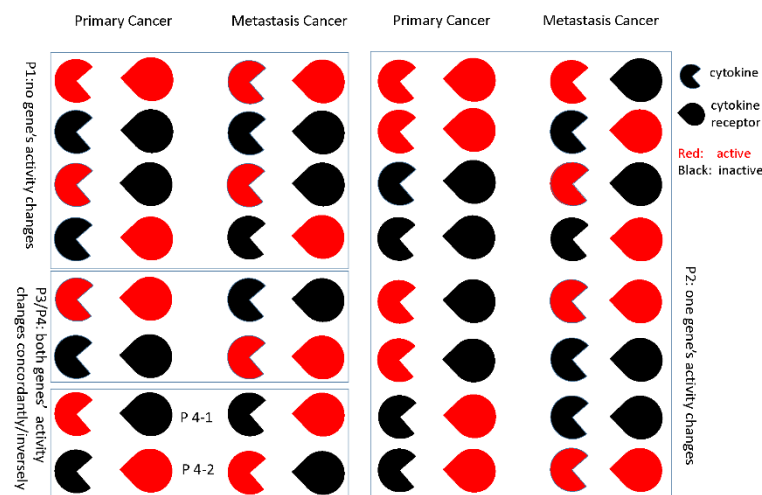 Primary Cancer
Metastasis Cancer
Primary Cancer
Metastasis Cancer
P1:no gene's activity changes
P3/P4: both genes' activity
changes concordantly/inversely
P 4-1
P 4-2
cytokine
cytokine
receptor
Red: active
Black: inactive
P2: one gene's activity changes